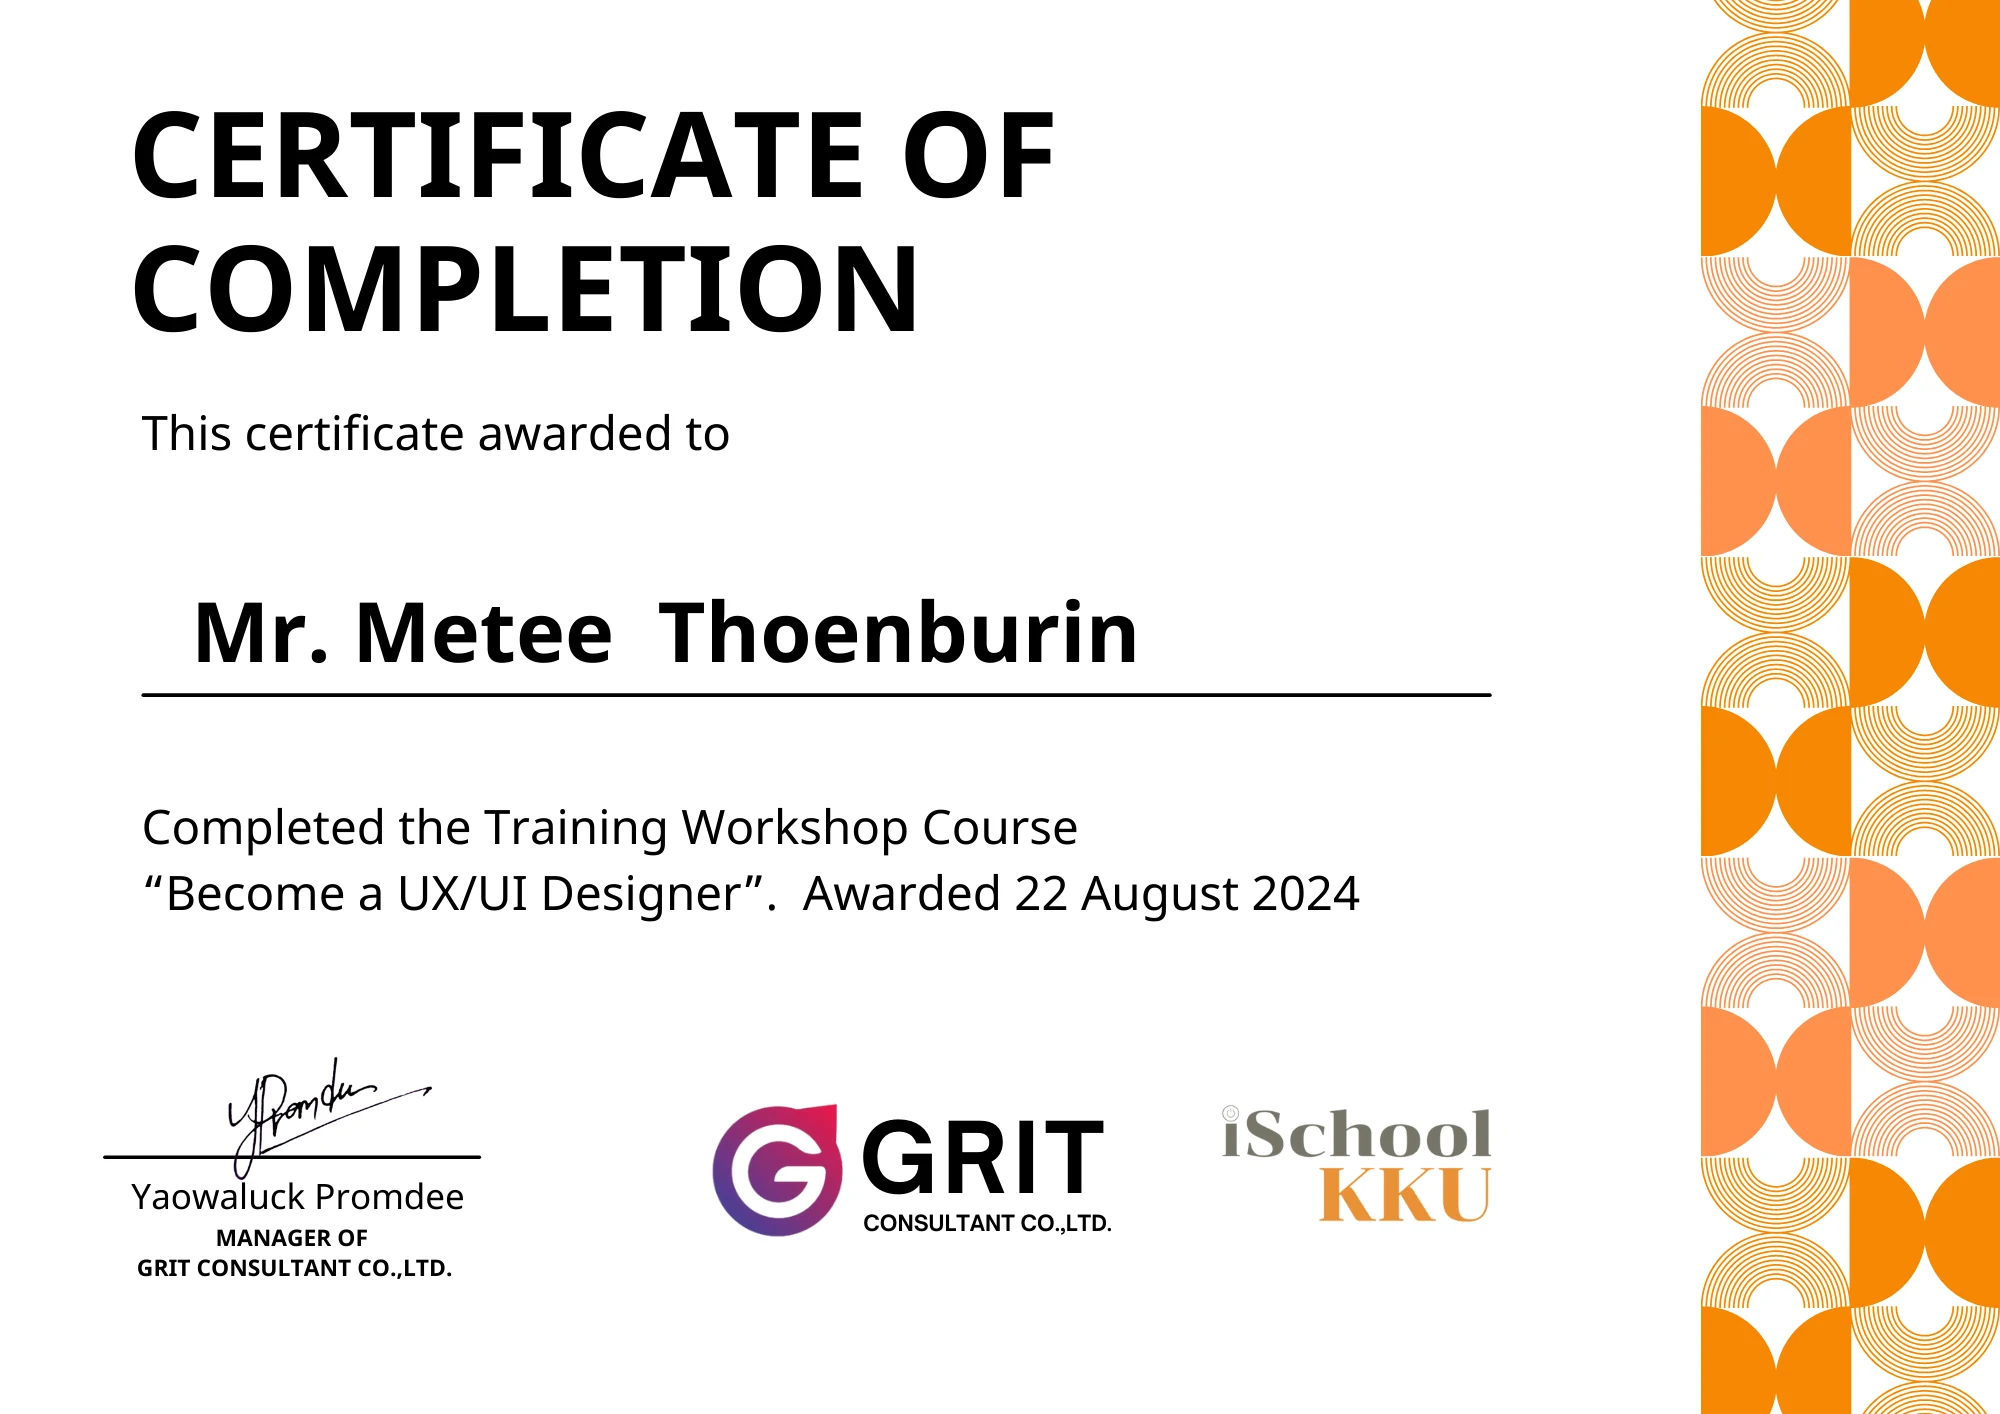 CERTIFICATE OF
COMPLETION
This certificate awarded to
Mr. Metee  Thoenburin
Completed the Training Workshop Course
“Become a UX/UI Designer”.  Awarded 22 August 2024
YPromdee
Yaowaluck Promdee
MANAGER OF
GRIT CONSULTANT CO.,LTD.
GRIT
CONSULTANT CO.,LTD.
iSchool
KKU